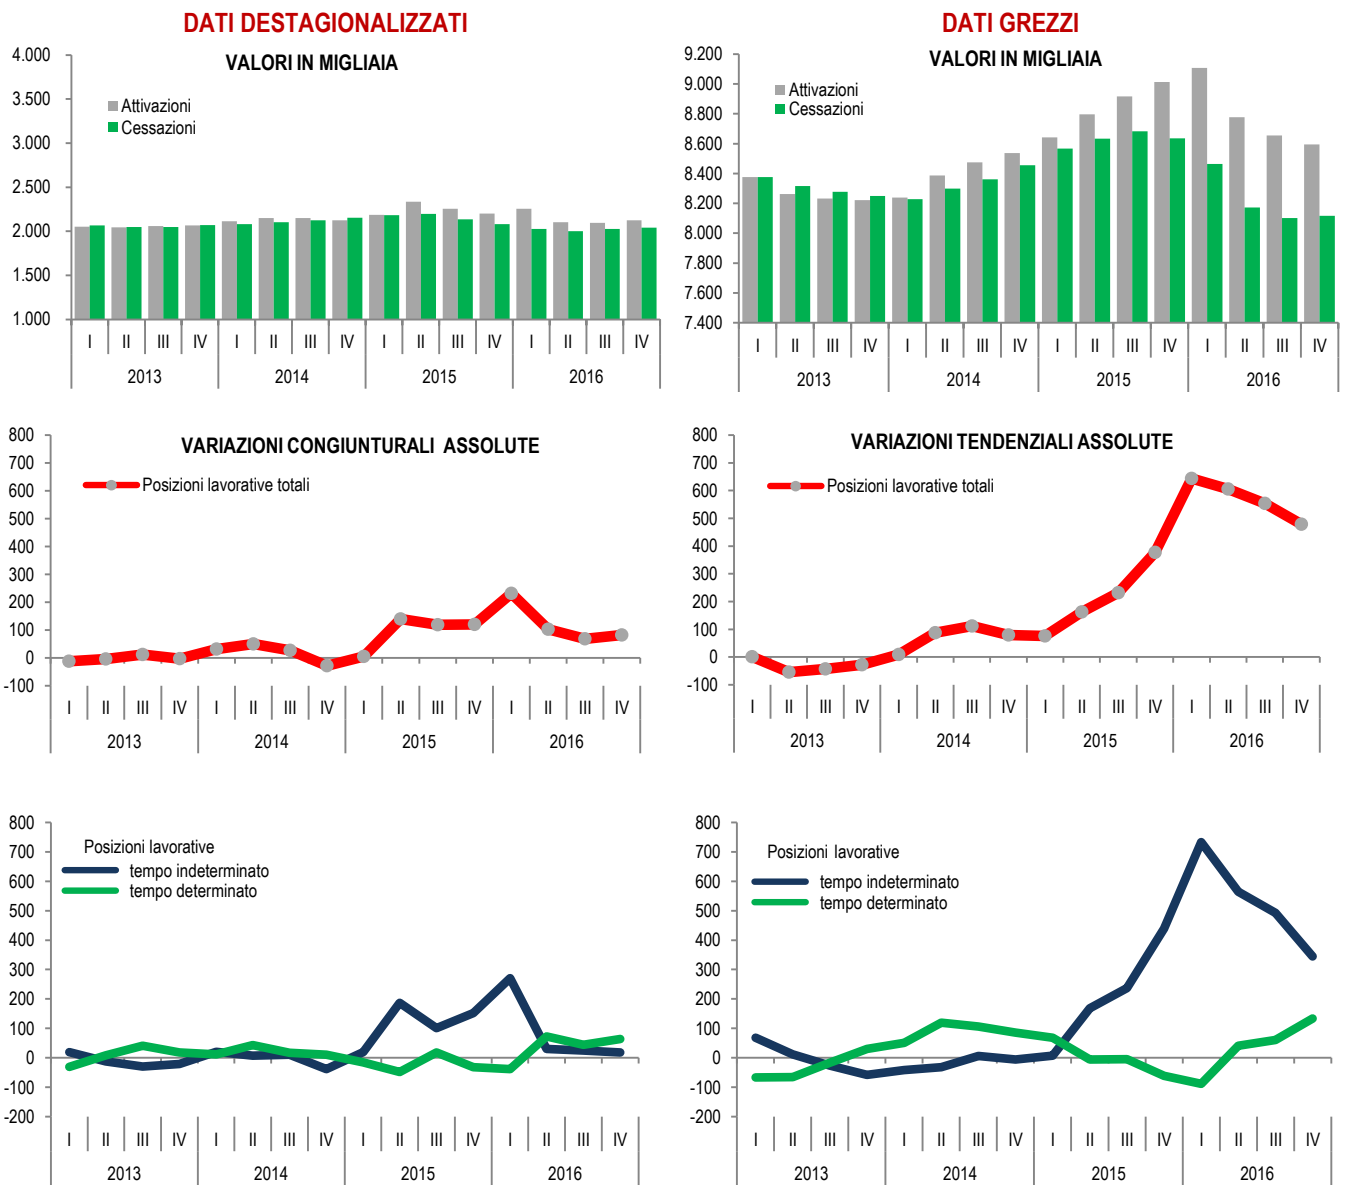 DATI DESTAGIONALIZZATI
VALORI IN MIGLIAIA
4.000
3.500
3.000
2.500
2.000
1.500
1.000
Attivazioni
Cessazioni
I II III IV I II III IV I II III IV I II III IV
2013 2014 2015 2016
DATI GREZZI
VALORI IN MIGLIAIA
9.200
9.000
8.800
8.600
8.400
8.200
8.000
7.800
7.600
7.400
Attivazioni
Cessazioni
I II III IV I II III IV I II III IV I II III IV
2013 2014 2015 2016
VARIAZIONI CONGIUNTURALI ASSOLUTE
800
700
600
500
400
300
200
100
0
-100
Posizioni lavorative totali
I II III IV I II III IV I II III IV I II III IV
2013 2014 2015 2016
VARIAZIONI TENDENZIALI ASSOLUTE
800
700
600
500
400
300
200
100
0
-100
Posizioni lavorative totali
I II III IV I II III IV I II III IV I II III IV
2013 2014 2015 2016
800
700
600
500
400
300
200
100
0
-100
-200
Posizioni lavorative
tempo indeterminato
tempo determinato
I II III IV I II III IV I II III IV I II III IV
2013 2014 2015 2016
800
700
600
500
400
300
200
100
0
-100
-200
Posizioni lavorative
tempo indeterminato
tempo determinato
I II III IV I II III IV I II III IV I II III IV
2013 2014 2015 2016